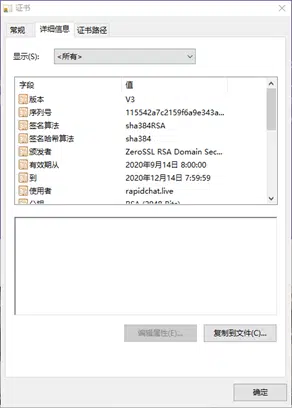 证书
常规 详细信息 证书路径
显示(S): <所有>
字段 值
版本 V3
序列号 115542a7c2159f6a9e343a...
签名算法 sha384RSA
签名哈希算法 sha384
颁发者 ZeroSSL RSA Domain Sec...
有效期从 2020年9月14日 8:00:00
到 2020年12月14日 7:59:59
使用者 rapidchat.live
公钥 RSA (2048 Bits)
编辑属性(E)... 复制到文件(C)...
确定